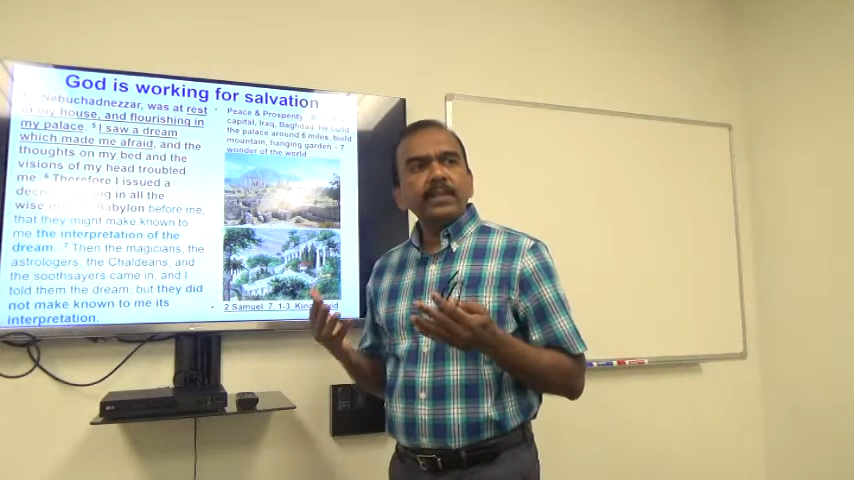 God is working for salvation
Nebuchadnezzar, was at rest
in my house, and flourishing in
my palace. 5 I saw a dream
which made me afraid, and the
thoughts on my bed and the
visions of my head troubled
me. 6 Therefore I issued a
in all the
wise Babylon before me,
that they might make known to
me the interpretation of the
dream. 7 Then the magicians, the
astrologers, the Chaldeans, and
the soothsayers came in, and I
told them the dream, but they did
not make known to me its
interpretation.
• Peace & Prosperity
capital, Iraq, Baghdad. He build
the palace around 6 miles, build
mountain, hanging garden – 7
wonder of the world
• 2 Samuel 7 1-3